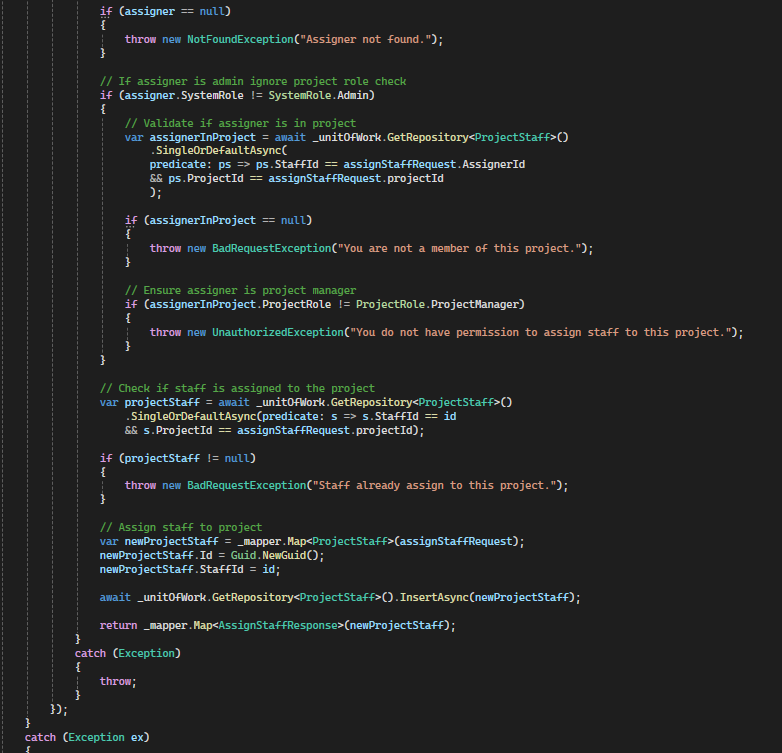 if (assigner == null)
{
throw new NotFoundException("Assigner not found.");
}
// If assigner is admin ignore project role check
if (assigner.SystemRole != SystemRole.Admin)
{
// Validate if assigner is in project
var assignerInProject = await _unitOfWork.GetRepository<ProjectStaff>()
.SingleOrDefaultAsync(
predicate: ps => ps.StaffId == assignStaffRequest.AssignerId
&& ps.ProjectId == assignStaffRequest.projectId
);
if (assignerInProject == null)
{
throw new BadRequestException("You are not a member of this project.");
}
// Ensure assigner is project manager
if (assignerInProject.ProjectRole != ProjectRole.ProjectManager)
{
throw new UnauthorizedException("You do not have permission to assign staff to this project.");
}
}
// Check if staff is assigned to the project
var projectStaff = await _unitOfWork.GetRepository<ProjectStaff>()
.SingleOrDefaultAsync(predicate: s => s.StaffId == id
&& s.ProjectId == assignStaffRequest.projectId);
if (projectStaff != null)
{
throw new BadRequestException("Staff already assign to this project.");
}
// Assign staff to project
var newProjectStaff = _mapper.Map<ProjectStaff>(assignStaffRequest);
newProjectStaff.Id = Guid.NewGuid();
newProjectStaff.StaffId = id;
await _unitOfWork.GetRepository<ProjectStaff>().InsertAsync(newProjectStaff);
return _mapper.Map<AssignStaffResponse>(newProjectStaff);
}
catch (Exception)
{
throw;
}
});
}
catch (Exception ex)
{